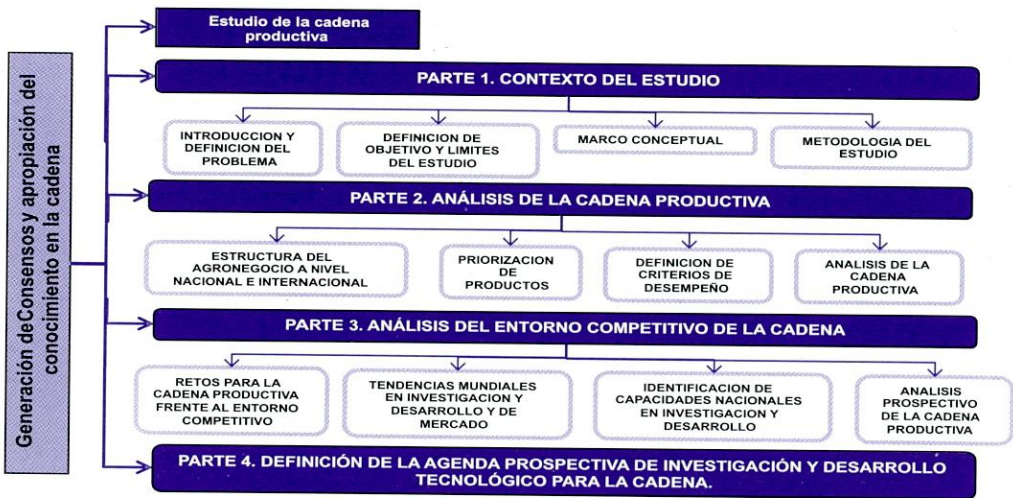 Generación deConsensos y apropiación del
conocimiento en la cadena
Estudio de la cadena
productiva
PARTE 1. CONTEXTO DEL ESTUDIO
INTRODUCCION Y
DEFINICION DEL
PROBLEMA
DEFINICION DE
OBJETIVO Y LIMITES
DEL ESTUDIO
MARCO CONCEPTUAL
METODOLOGIA DEL
ESTUDIO
PARTE 2. ANÁLISIS DE LA CADENA PRODUCTIVA
ESTRUCTURA DEL
AGRONEGOCIO A NIVEL
NACIONAL E INTERNACIONAL
PRIORIZACION
DE
PRODUCTOS
DEFINICION DE
CRITERIOS DE
DESEMPEÑO
ANALISIS DE LA
CADENA
PRODUCTIVA
PARTE 3. ANÁLISIS DEL ENTORNO COMPETITIVO DE LA CADENA
RETOS PARA LA
CADENA PRODUCTIVA
FRENTE AL ENTORNO
COMPETITIVO
TENDENCIAS MUNDIALES
EN INVESTIGACION Y
DESARROLLO Y DE
MERCADO
IDENTIFICACION DE
CAPACIDADES NACIONALES
EN INVESTIGACION Y
DESARROLLO
ANALISIS
PROSPECTIVO
DE LA CADENA
PRODUCTIVA
PARTE 4. DEFINICIÓN DE LA AGENDA PROSPECTIVA DE INVESTIGACIÓN Y DESARROLLO
TECNOLÓGICO PARA LA CADENA.